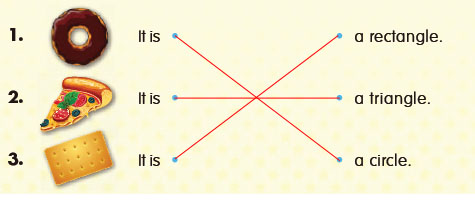 1. It is a rectangle.
2. It is a triangle.
3. It is a circle.